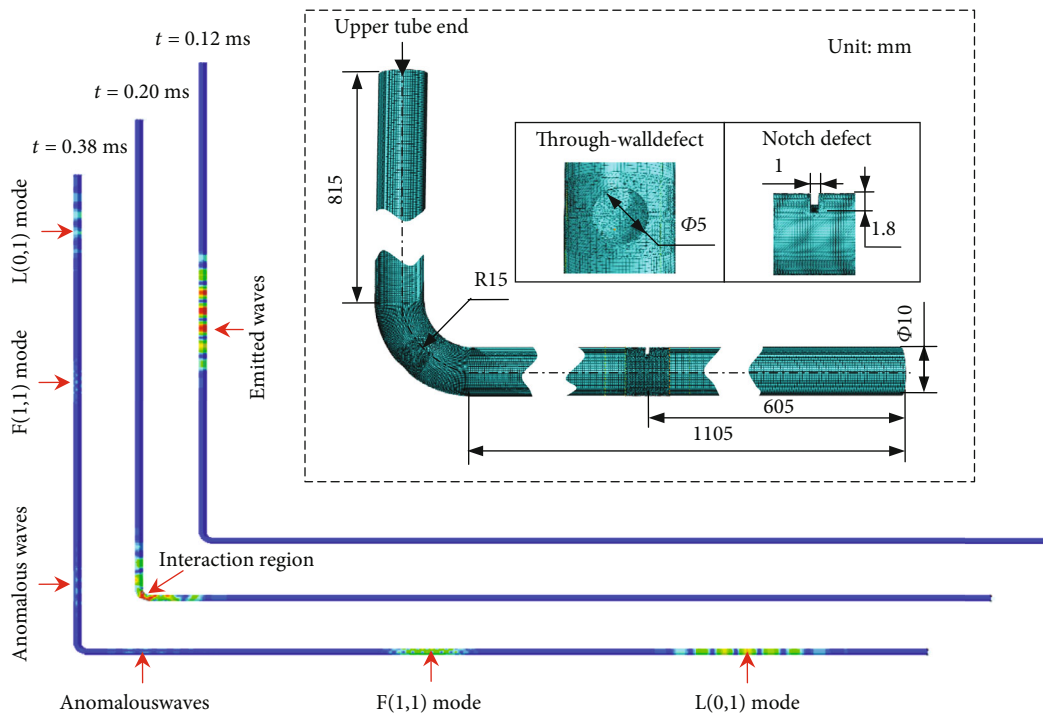 t = 0.12 ms
t = 0.20 ms
t = 0.38 ms
Upper tube end
Unit: mm
Through-walldefect
Notch defect
1
1.8
Φ5
815
R15
Φ10
605
1105
L(0,1) mode
F(1,1) mode
Anomalous waves
Emitted waves
Interaction region
Anomalouswaves
F(1,1) mode
L(0,1) mode